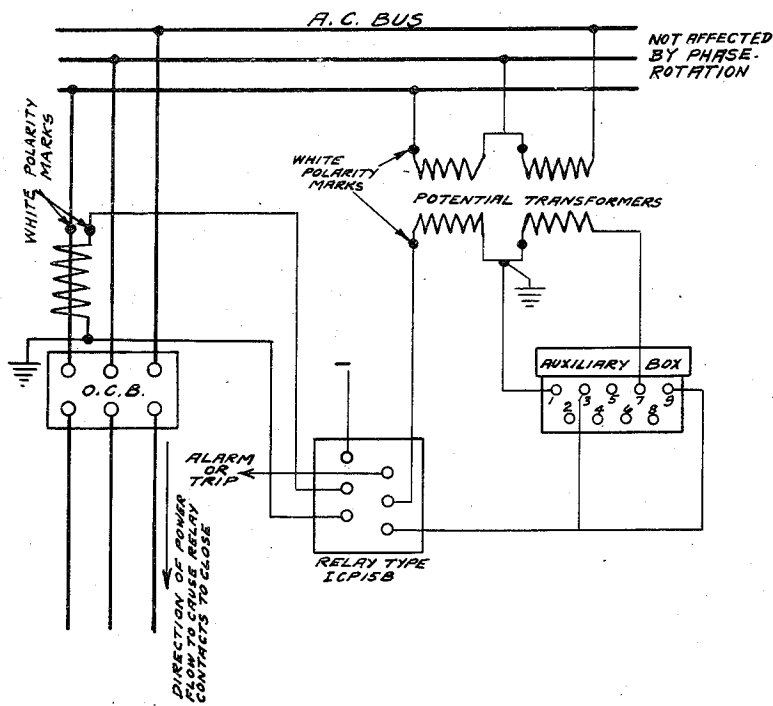 A.C. BUS
NOT AFFECTED
BY PHASE-
ROTATION
WHITE POLARITY
MARKS
WHITE
POLARITY
MARKS
POTENTIAL TRANSFORMERS
AUXILIARY BOX
1 3 5 7 9
2 4 6 8
O.C.B.
ALARM
OR
TRIP
RELAY TYPE
ICP15B
DIRECTION OF POWER
FLOW TO CAUSE RELAY
CONTACTS TO CLOSE